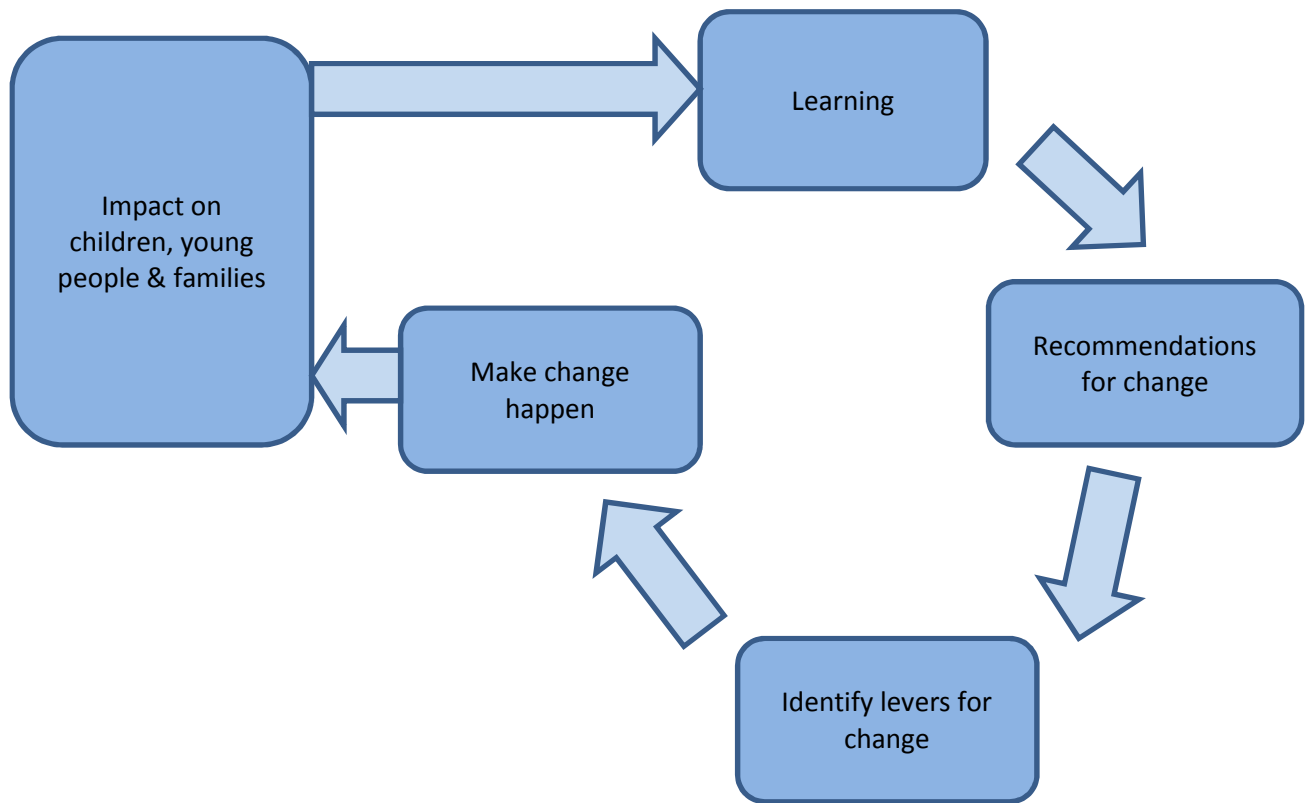 Learning
Impact on
children, young
people & families
Recommendations
for change
Make change
happen
Identify levers for
change